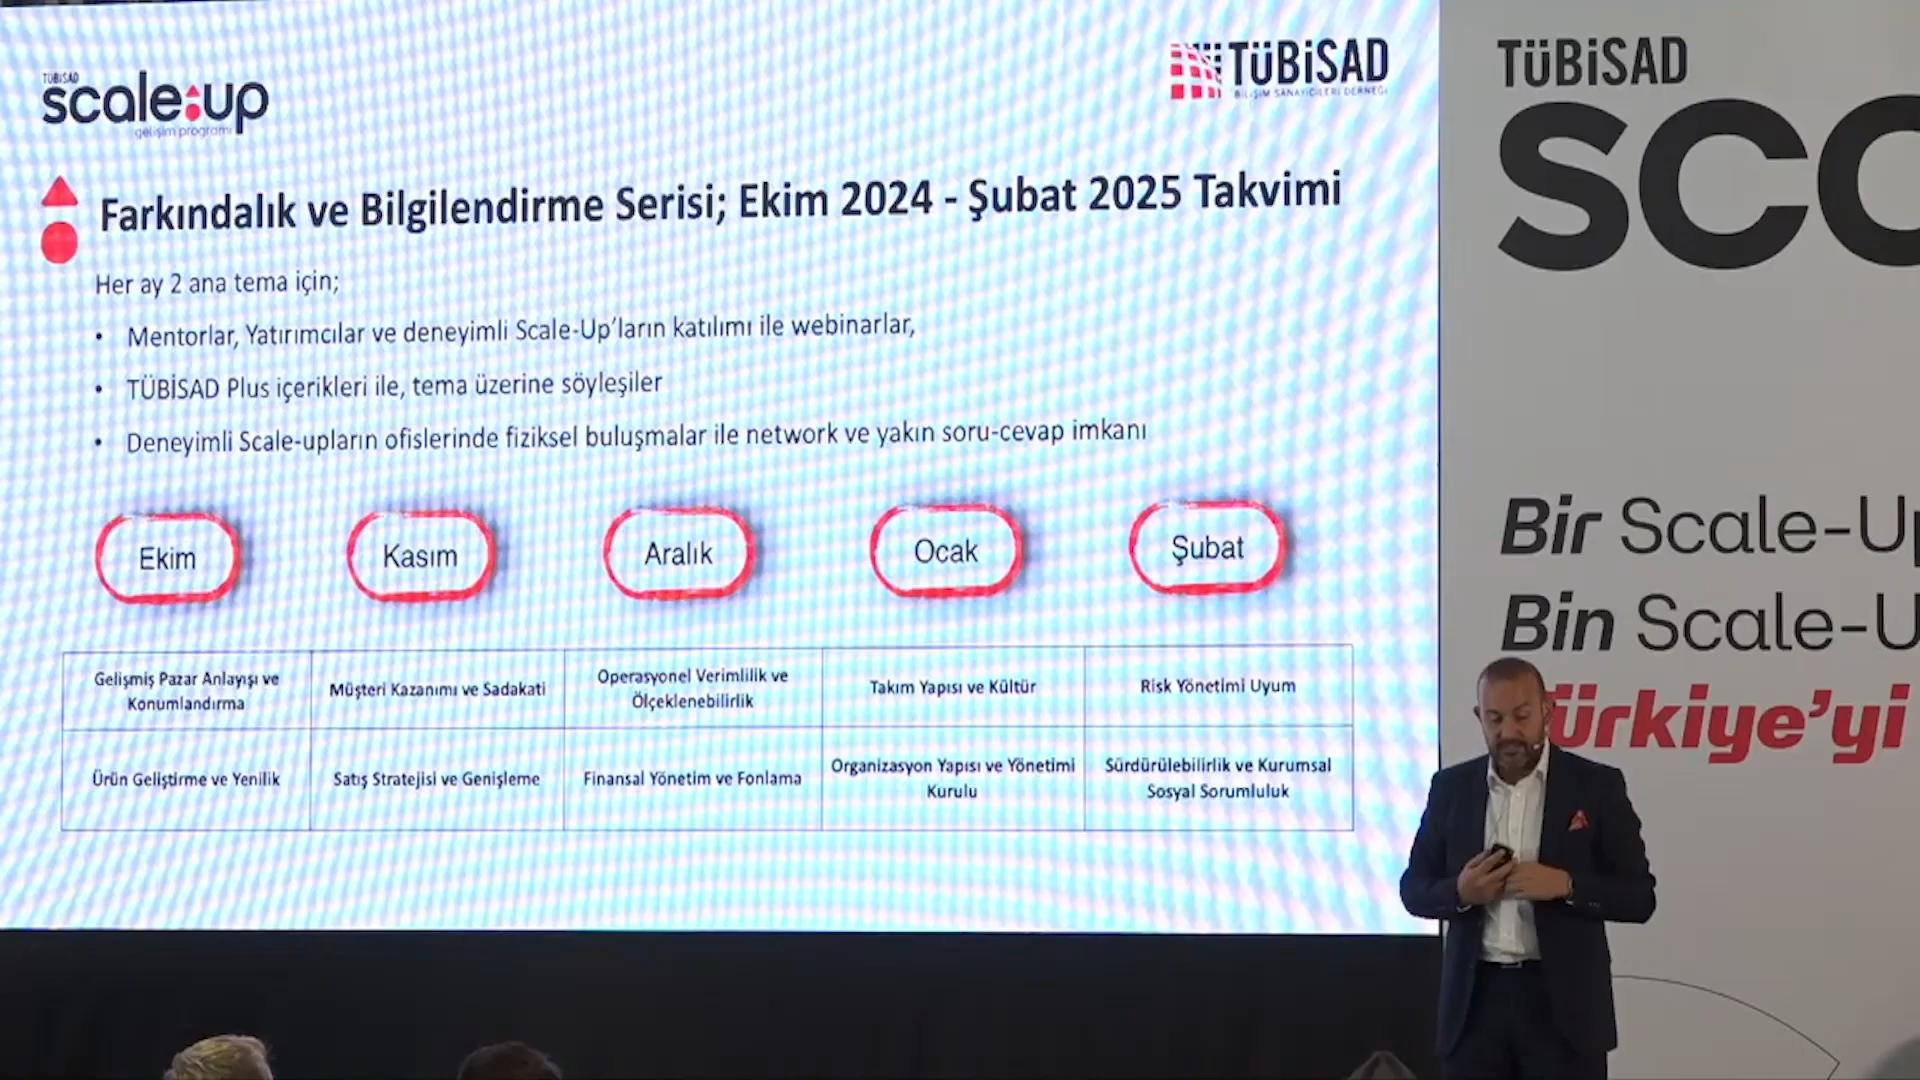 TÜBİSAD
scale:up
gelişim programı
TÜBİSAD
BİLİŞİM SANAYİCİLERİ DERNEĞİ
Farkındalık ve Bilgilendirme Serisi; Ekim 2024 - Şubat 2025 Takvimi
Her ay 2 ana tema için;
• Mentorlar, Yatırımcılar ve deneyimli Scale-Up’ların katılımı ile webinarlar,
• TÜBİSAD Plus içerikleri ile, tema üzerine söyleşiler
• Deneyimli Scale-upların ofislerinde fiziksel buluşmalar ile network ve yakın soru-cevap imkanı
Ekim
Kasım
Aralık
Ocak
Şubat
Gelişmiş Pazar Anlayışı ve
Konumlandırma
Müşteri Kazanımı ve Sadakati
Operasyonel Verimlilik ve
Ölçeklenebilirlik
Takım Yapısı ve Kültür
Risk Yönetimi Uyum
Ürün Geliştirme ve Yenilik
Satış Stratejisi ve Genişleme
Finansal Yönetim ve Fonlama
Organizasyon Yapısı ve Yönetimi
Kurulu
Sürdürülebilirlik ve Kurumsal
Sosyal Sorumluluk
TÜBİSAD
sca
Bir Scale-Up
Bin Scale-U
Türkiye’yi